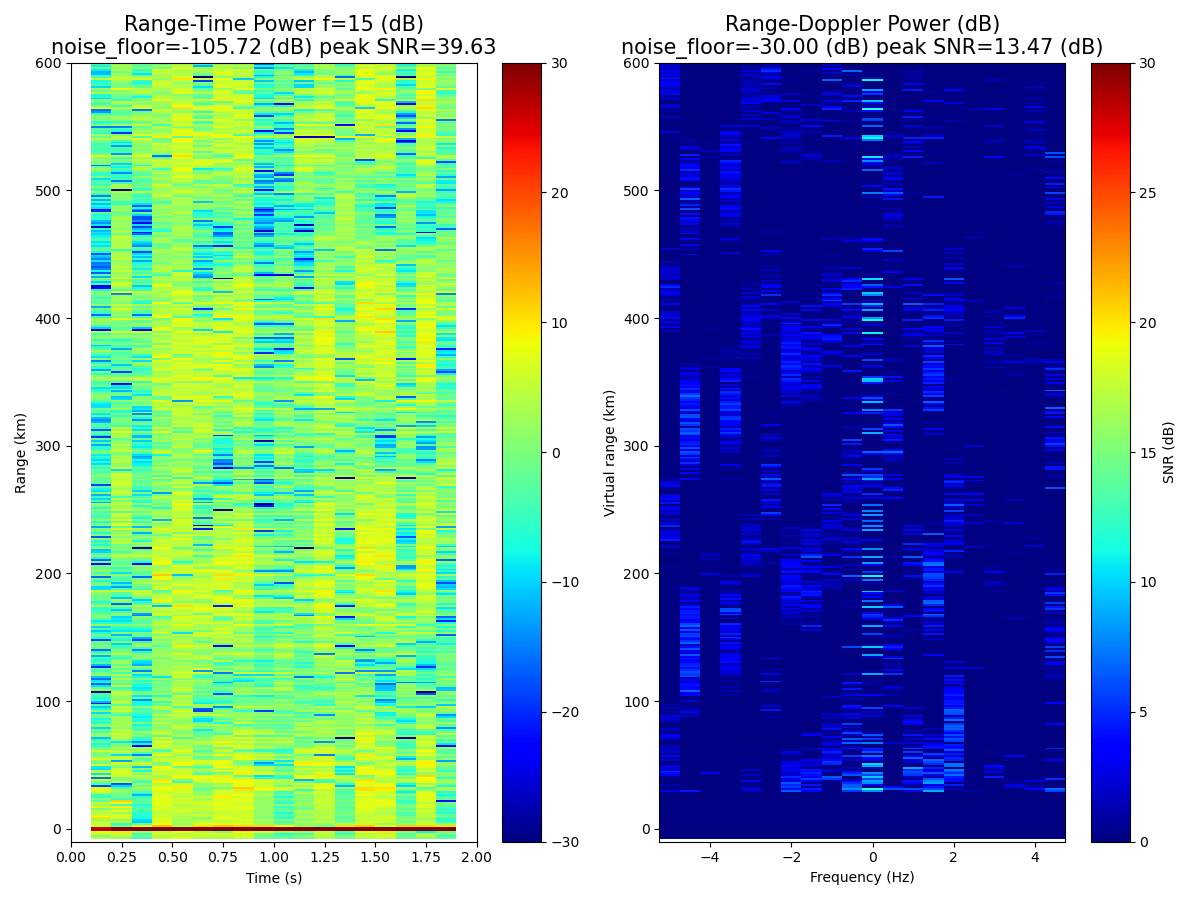 Range-Time Power f=15 (dB)
noise_floor=-105.72 (dB) peak SNR=39.63
Range-Doppler Power (dB)
noise_floor=-30.00 (dB) peak SNR=13.47 (dB)
600
500
400
300
200
100
0
Range (km)
0.00 0.25 0.50 0.75 1.00 1.25 1.50 1.75 2.00
Time (s)
30
20
10
0
−10
−20
−30
600
500
400
300
200
100
0
Virtual range (km)
−4 −2 0 2 4
Frequency (Hz)
30
25
20
15
10
5
0
SNR (dB)